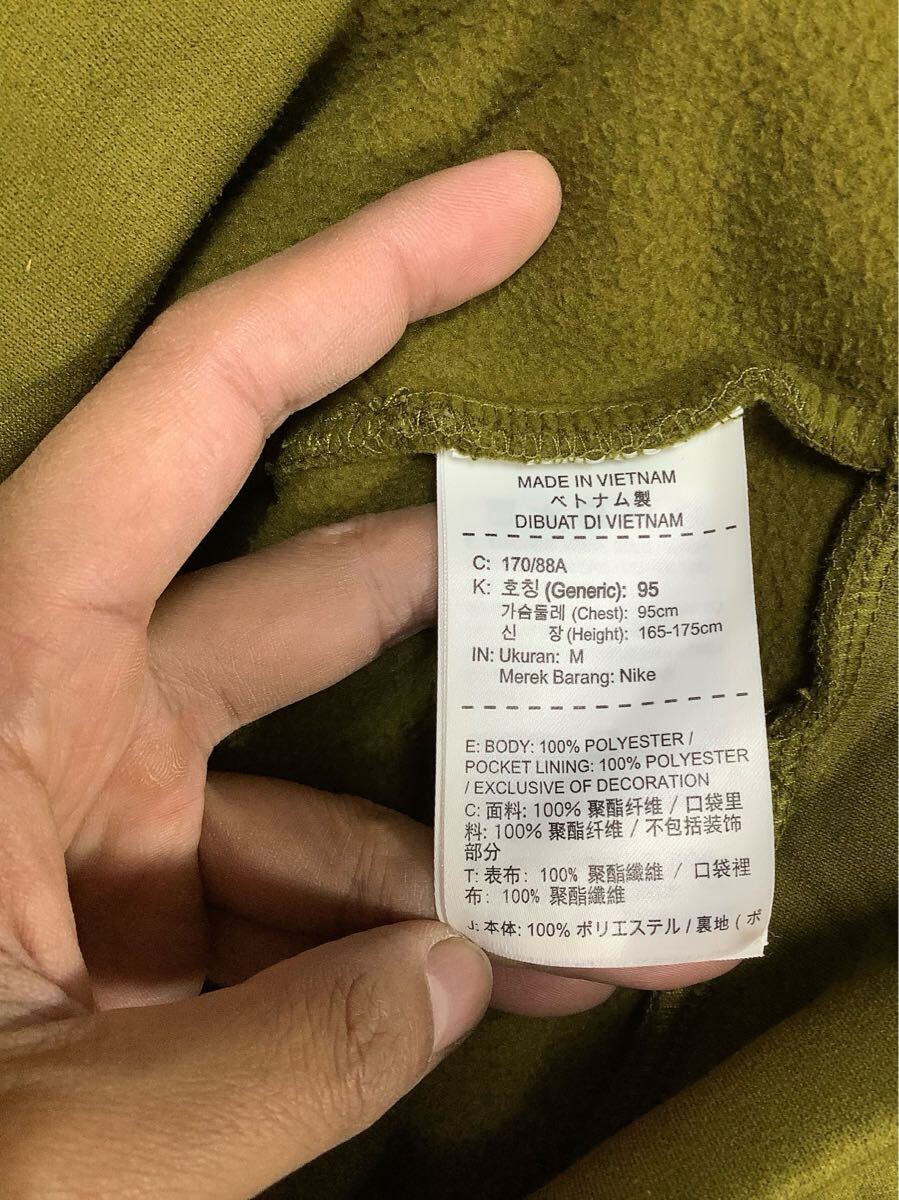 MADE IN VIETNAM
ベトナム製
DIBUAT DI VIETNAM
C: 170/88A
K: 호칭 (Generic): 95
가슴둘레 (Chest): 95cm
신 장 (Height): 165-175cm
IN: Ukuran: M
Merek Barang: Nike
E: BODY: 100% POLYESTER /
POCKET LINING: 100% POLYESTER
/ EXCLUSIVE OF DECORATION
C: 面料: 100% 聚酯纤维 / 口袋里
料: 100% 聚酯纤维 / 不包括装饰
部分
T: 表布: 100% 聚酯纖維 / 口袋裡
布: 100% 聚酯纖維
J: 本体: 100% ポリエステル / 裏地 ( ポ